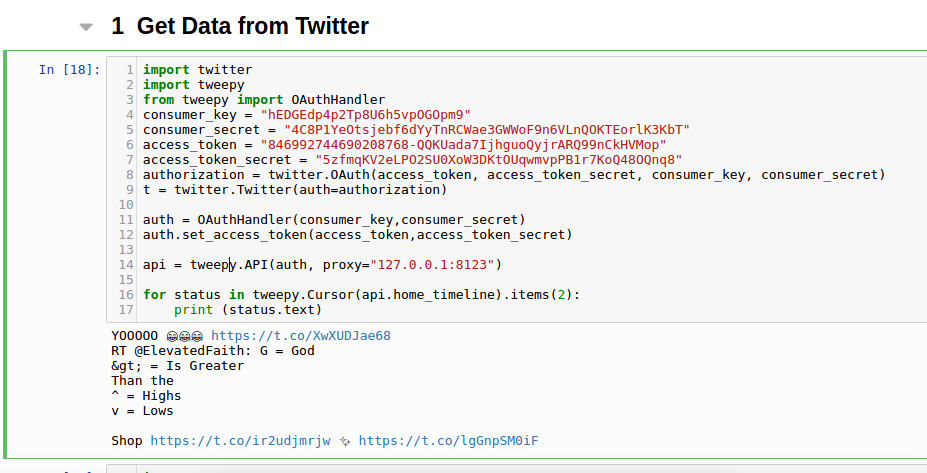 1 Get Data from Twitter
In [18]:
1 import twitter
2 import tweepy
3 from tweepy import OAuthHandler
4 consumer_key = "hEDGEdp4p2Tp8U6h5vpOGOpm9"
5 consumer_secret = "4C8P1YeOtsjebf6dYyTnRCWae3GWWoF9n6VLnQOKTEorlK3KbT"
6 access_token = "846992744690208768-QQKUada7IjhguoQyjrARQ99nCkHVMop"
7 access_token_secret = "5zfmqKV2eLPO2SU0XoW3DKtOUqwmvpPB1r7KoQ48OQnq8"
8 authorization = twitter.OAuth(access_token, access_token_secret, consumer_key, consumer_secret)
9 t = twitter.Twitter(auth=authorization)
10
11 auth = OAuthHandler(consumer_key,consumer_secret)
12 auth.set_access_token(access_token,access_token_secret)
13
14 api = tweepy.API(auth, proxy="127.0.0.1:8123")
15
16 for status in tweepy.Cursor(api.home_timeline).items(2):
17     print (status.text)
YOOOOO 😂😂😂 https://t.co/XwXUDJae68
RT @ElevatedFaith: G = God
&gt; = Is Greater
Than the
^ = Highs
v = Lows
Shop https://t.co/ir2udjmrjw ✨ https://t.co/lgGnpSM0iF